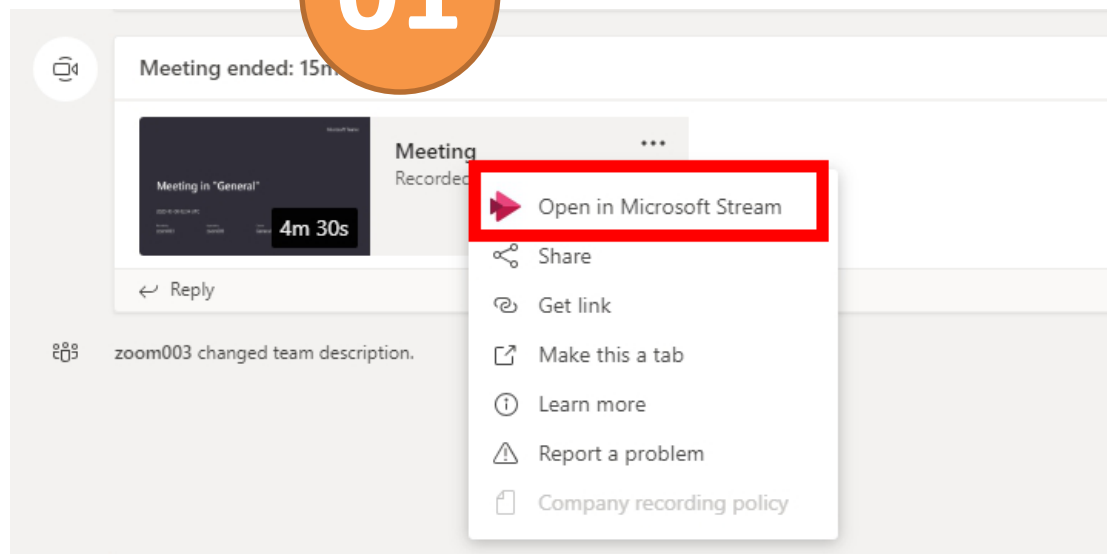 01
Meeting ended: 15m
Microsoft Teams
Meeting in "General"
4m 30s
Meeting
Recorded
Open in Microsoft Stream
Share
Reply
Get link
zoom003 changed team description.
Make this a tab
Learn more
Report a problem
Company recording policy